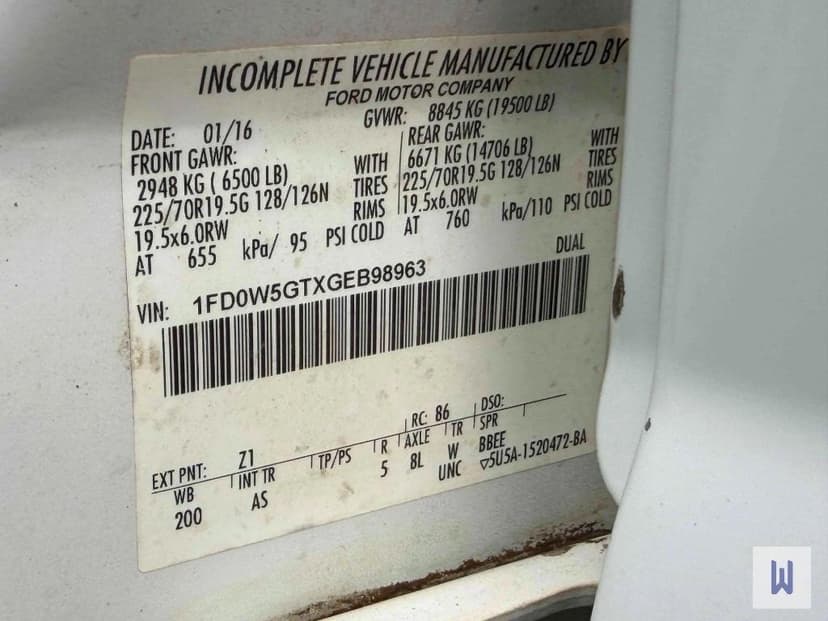 INCOMPLETE VEHICLE MANUFACTURED BY
FORD MOTOR COMPANY
DATE: 01/16 GVWR: 8845 KG (19500 LB)
FRONT GAWR: REAR GAWR:
2948 KG ( 6500 LB) WITH 6671 KG (14706 LB) WITH
225/70R19.5G 128/126N TIRES 225/70R19.5G 128/126N TIRES
19.5x6.0RW RIMS 19.5x6.0RW RIMS
AT 655 kPa/ 95 PSI COLD AT 760 kPa/110 PSI COLD
DUAL
VIN: 1FD0W5GTXGEB98963
EXT PNT: Z1 RC: 86 DSO:
WB INT TR TP/PS R AXLE TR SPR
200 AS 5 8L W BBEE
UNC ▽5U5A-1520472-BA
W